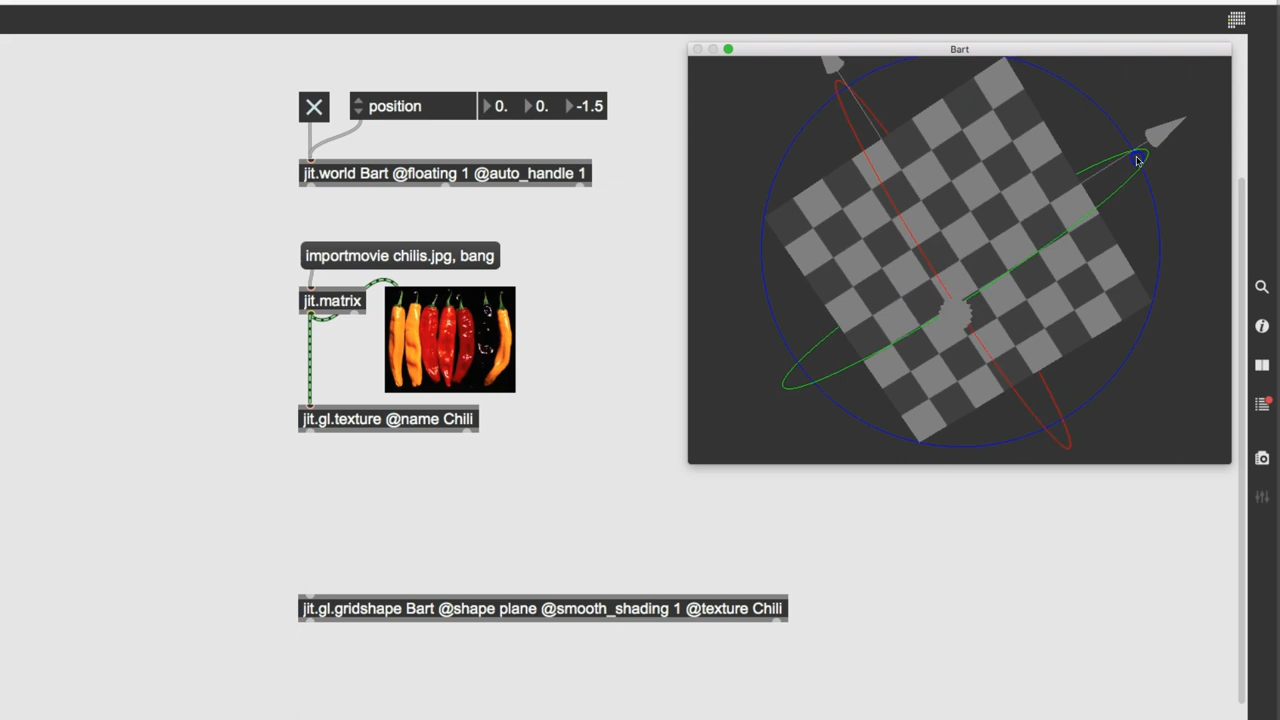 Bart
position 0. 0. -1.5
jit.world Bart @floating 1 @auto_handle 1
importmovie chilis.jpg, bang
jit.matrix
jit.gl.texture @name Chili
jit.gl.gridshape Bart @shape plane @smooth_shading 1 @texture Chili